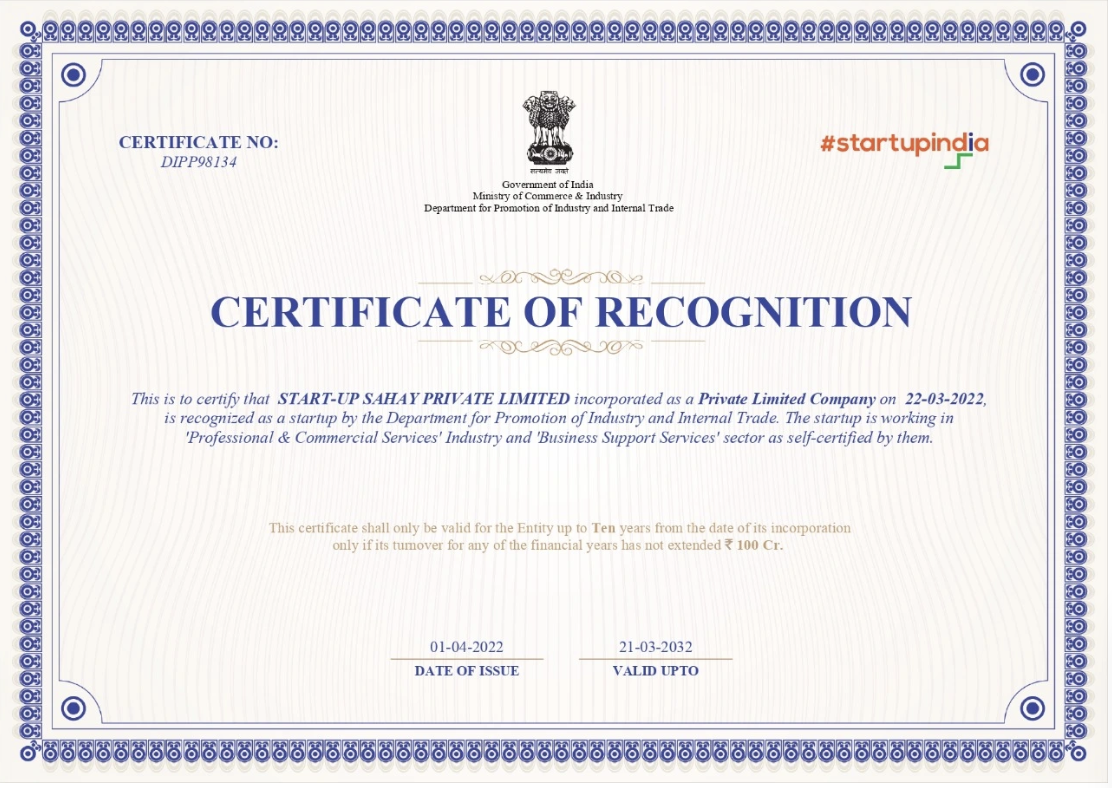 CERTIFICATE NO:
DIPP98134
सत्यमेव जयते
#startupindia
Government of India
Ministry of Commerce & Industry
Department for Promotion of Industry and Internal Trade
CERTIFICATE OF RECOGNITION
This is to certify that START-UP SAHAY PRIVATE LIMITED incorporated as a Private Limited Company on 22-03-2022,
is recognized as a startup by the Department for Promotion of Industry and Internal Trade. The startup is working in
'Professional & Commercial Services' Industry and 'Business Support Services' sector as self-certified by them.
This certificate shall only be valid for the Entity up to Ten years from the date of its incorporation
only if its turnover for any of the financial years has not extended ₹ 100 Cr.
01-04-2022
DATE OF ISSUE
21-03-2032
VALID UPTO